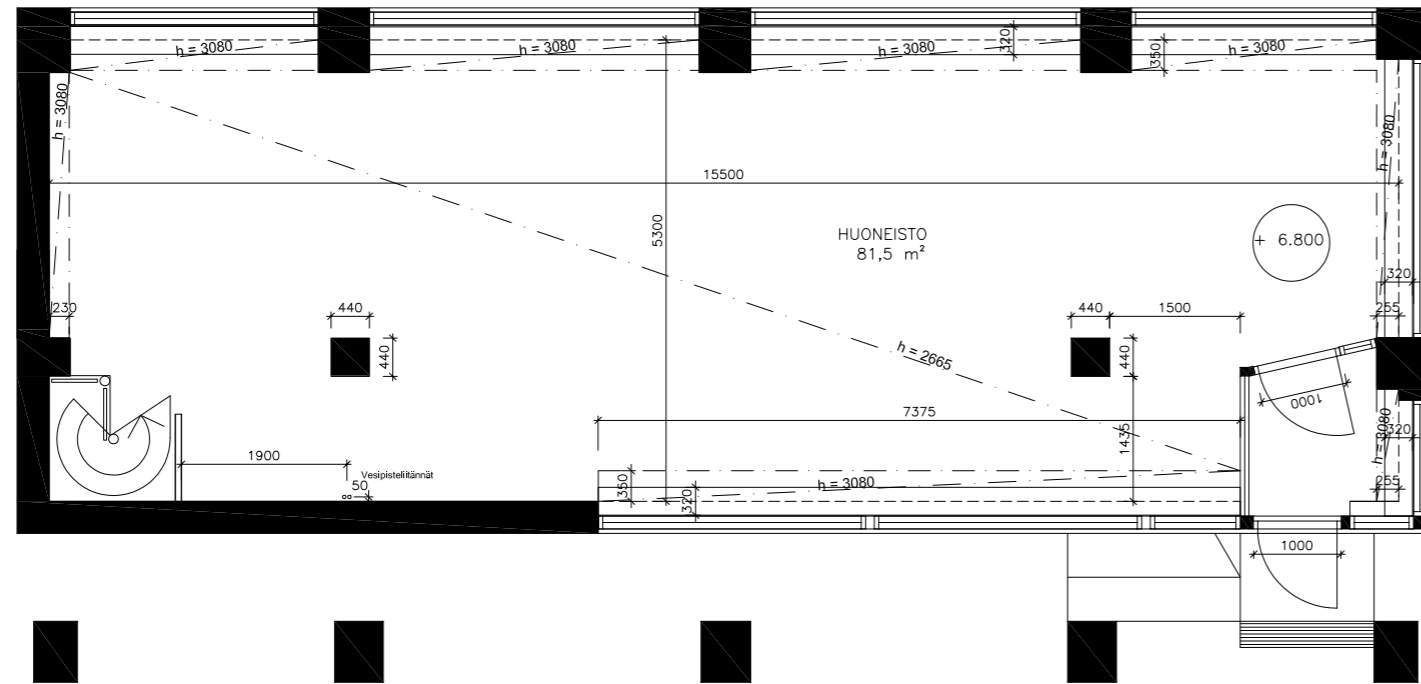 h = 3080
h = 3080
h = 3080
h = 3080
320
350
h = 3080
h = 3080
15500
5300
HUONEISTO
81,5 m²
+ 6.800
320
230
440
440
1500
255
440
440
h = 2665
1000
7375
1435
320
h = 3080
1900
Vesipisteliitännät
50
350
320
h = 3080
255
1000